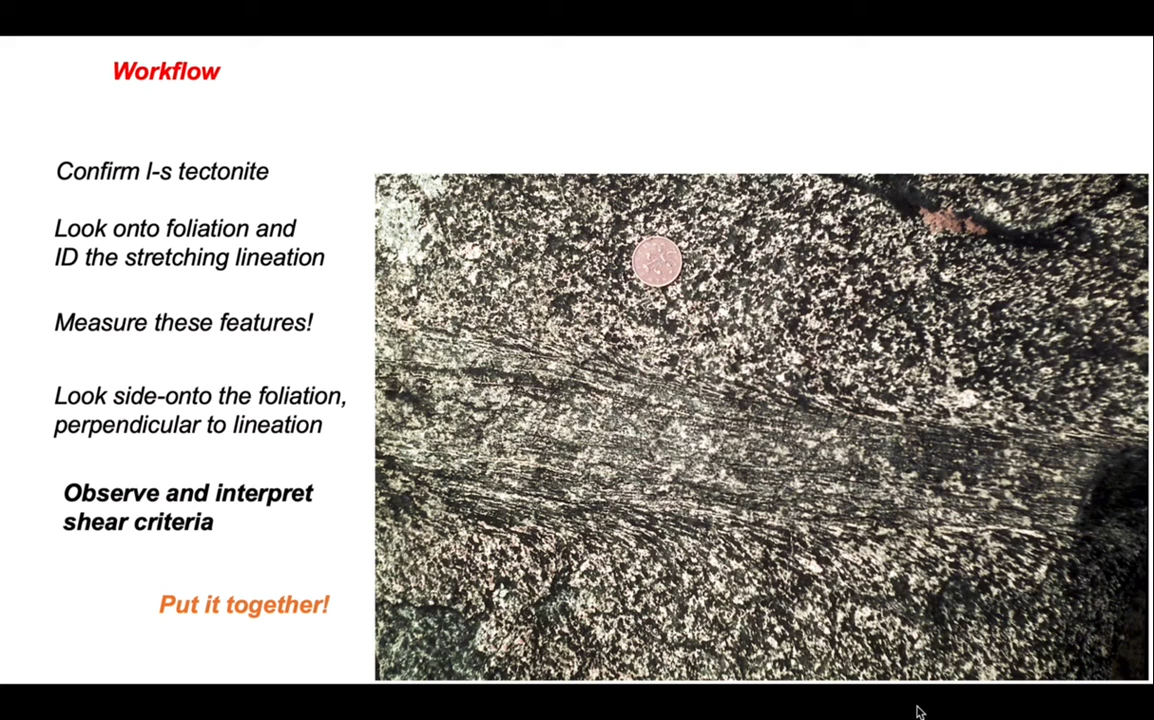 Workflow
Confirm l-s tectonite
Look onto foliation and
ID the stretching lineation
Measure these features!
Look side-onto the foliation,
perpendicular to lineation
Observe and interpret
shear criteria
Put it together!